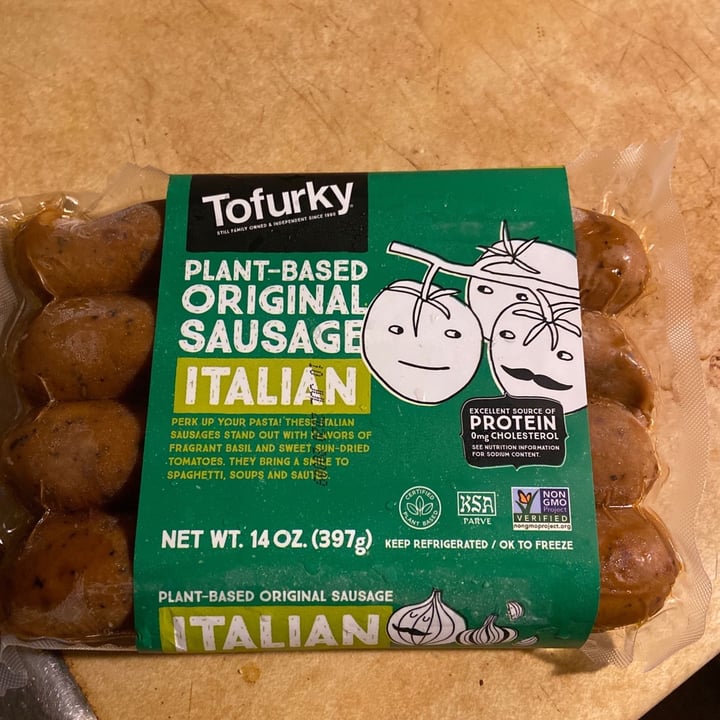 Tofurky
STILL FAMILY OWNED & INDEPENDENT SINCE 1980
PLANT-BASED
ORIGINAL
SAUSAGE
ITALIAN
PERK UP YOUR PASTA! THESE ITALIAN
SAUSAGES STAND OUT WITH FLAVORS OF
FRAGRANT BASIL AND SWEET SUN-DRIED
TOMATOES. THEY BRING A SMILE TO
SPAGHETTI, SOUPS AND
EXCELLENT SOURCE OF
PROTEIN
0mg CHOLESTEROL
SEE NUTRITION INFORMATION
FOR SODIUM CONTENT.
CERTIFIED
PLANT BASED
KSA
PARVE
NON
GMO
Project
VERIFIED
nongmoproject.org
NET WT. 14 OZ. (397g)
KEEP REFRIGERATED / OK TO FREEZE
PLANT-BASED ORIGINAL SAUSAGE
ITALIAN